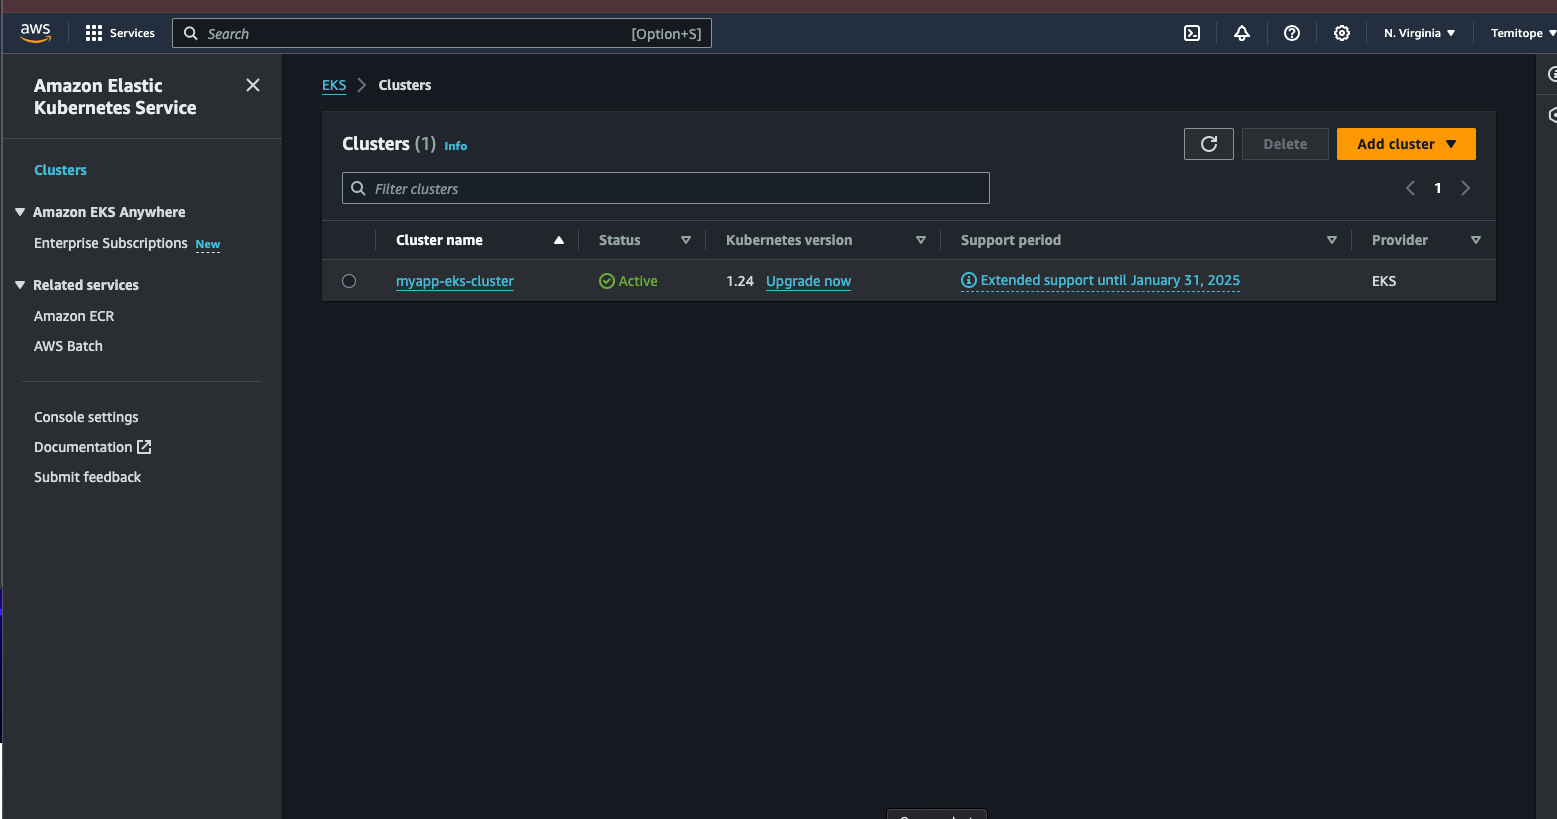 aws
Services
Search
[Option+S]
N. Virginia
Temitope
Amazon Elastic
Kubernetes Service
Clusters
Amazon EKS Anywhere
Enterprise Subscriptions New
Related services
Amazon ECR
AWS Batch
Console settings
Documentation
Submit feedback
EKS
Clusters
Clusters (1) Info
Delete
Add cluster
Filter clusters
1
Cluster name
Status
Kubernetes version
Support period
Provider
myapp-eks-cluster
Active
1.24 Upgrade now
Extended support until January 31, 2025
EKS